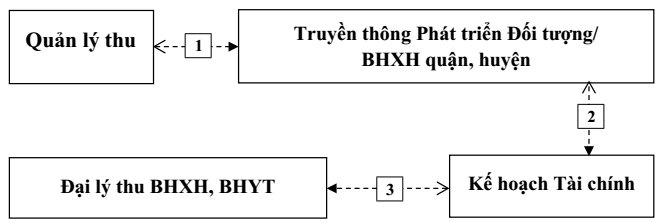 Quản lý thu
1
Truyền thông Phát triển Đối tượng/
BHXH quận, huyện
2
Đại lý thu BHXH, BHYT
3
Kế hoạch Tài chính